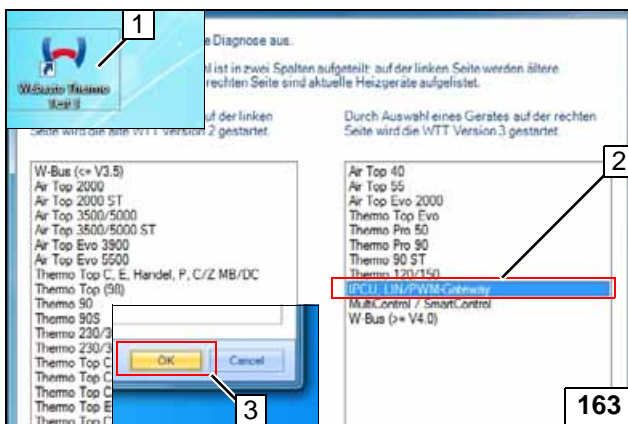 1
Webasto Thermo
Test 3
e Diagnose aus.
hl ist in zwei Spalten aufgeteilt: auf der linken Seite werden ältere
rechten Seite sind aktuelle Heizgeräte aufgelistet.
uf der linken
Seite wird die alte WTT Version 2 gestartet.
Durch Auswahl eines Gerätes auf der rechten
Seite wird die WTT Version 3 gestartet.
W-Bus (<= V3.5)
Air Top 2000
Air Top 2000 ST
Air Top 3500/5000
Air Top 3500/5000 ST
Air Top Evo 3900
Air Top Evo 5500
Thermo Top C, E, Handel, P, C/Z MB/DC
Thermo Top (98)
Thermo 90
Thermo 90S
Thermo 230/3
Thermo 230/3
Thermo Top C
Thermo Top C
Thermo Top C
Thermo Top E
Thermo Top C
OK
Cancel
3
Air Top 40
Air Top 55
Air Top Evo 2000
Thermo Top Evo
Thermo Pro 50
Thermo Pro 90
Thermo 90 ST
Thermo 120/150
IPCU, LIN/PWM-Gateway
MultiControl / SmartControl
W-Bus (>= V4.0)
2
163